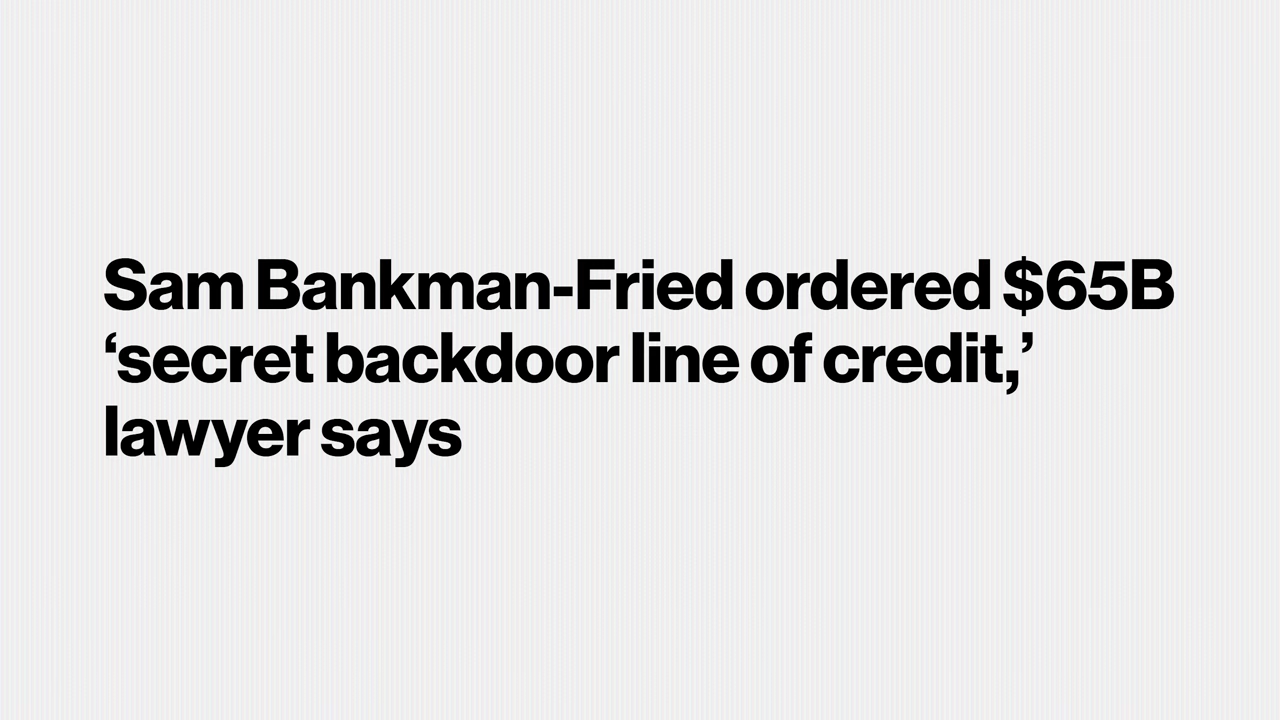 Sam Bankman-Fried ordered $65B
‘secret backdoor line of credit,’
lawyer says